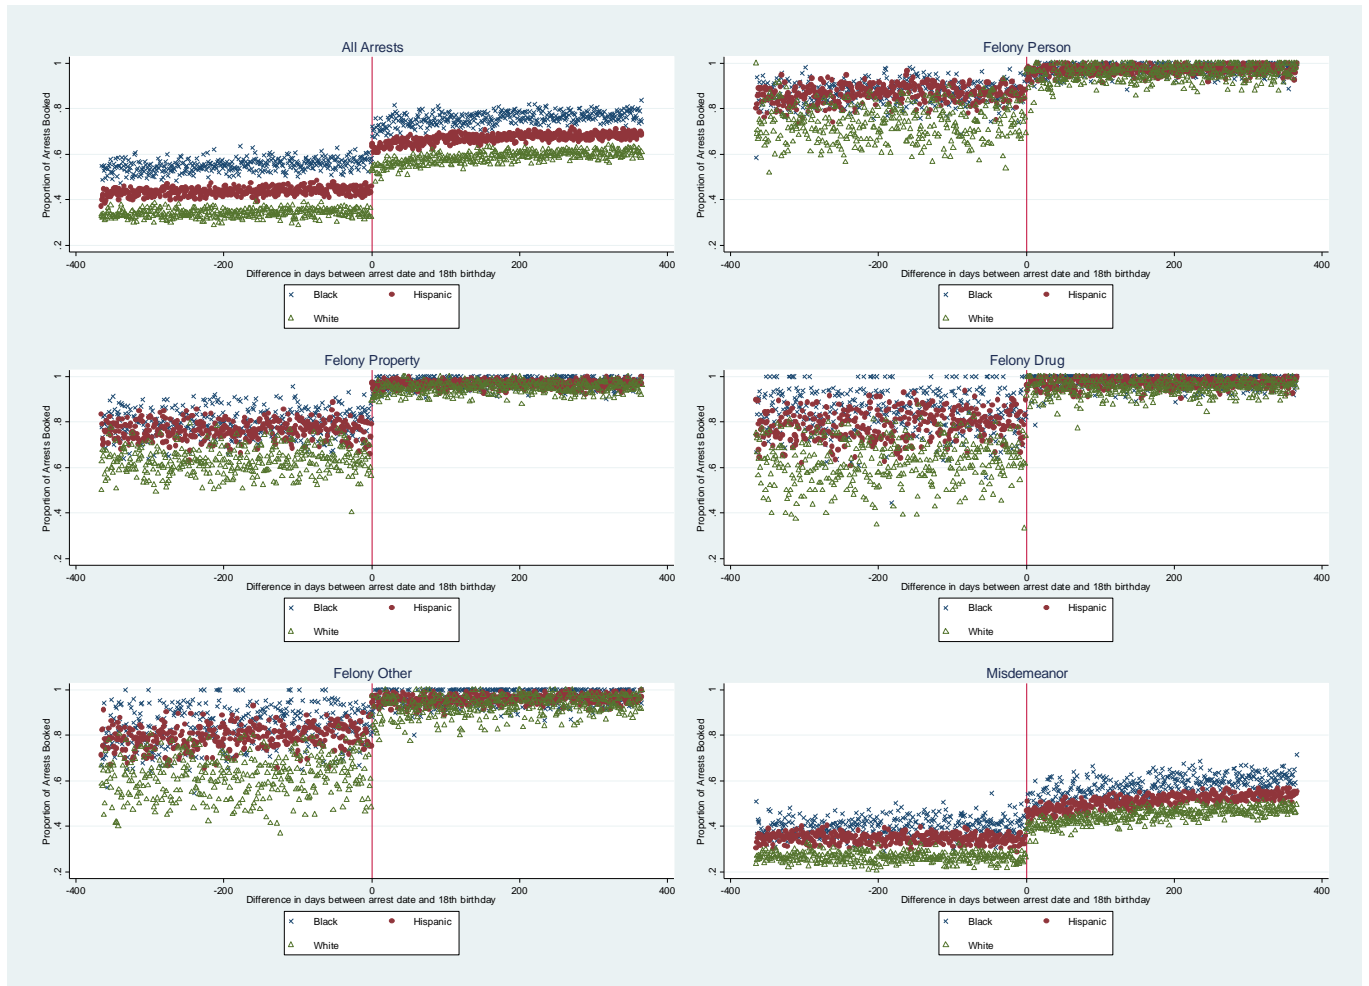 All Arrests
Proportion of Arrests Booked
1
.8
.6
.4
.2
-400 -200 0 200 400
Difference in days between arrest date and 18th birthday
Black Hispanic
White
Felony Person
Proportion of Arrests Booked
1
.8
.6
.4
.2
-400 -200 0 200 400
Difference in days between arrest date and 18th birthday
Black Hispanic
White
Felony Property
Proportion of Arrests Booked
1
.8
.6
.4
.2
-400 -200 0 200 400
Difference in days between arrest date and 18th birthday
Black Hispanic
White
Felony Drug
Proportion of Arrests Booked
1
.8
.6
.4
.2
-400 -200 0 200 400
Difference in days between arrest date and 18th birthday
Black Hispanic
White
Felony Other
Proportion of Arrests Booked
1
.8
.6
.4
.2
-400 -200 0 200 400
Difference in days between arrest date and 18th birthday
Black Hispanic
White
Misdemeanor
Proportion of Arrests Booked
1
.8
.6
.4
.2
-400 -200 0 200 400
Difference in days between arrest date and 18th birthday
Black Hispanic
White